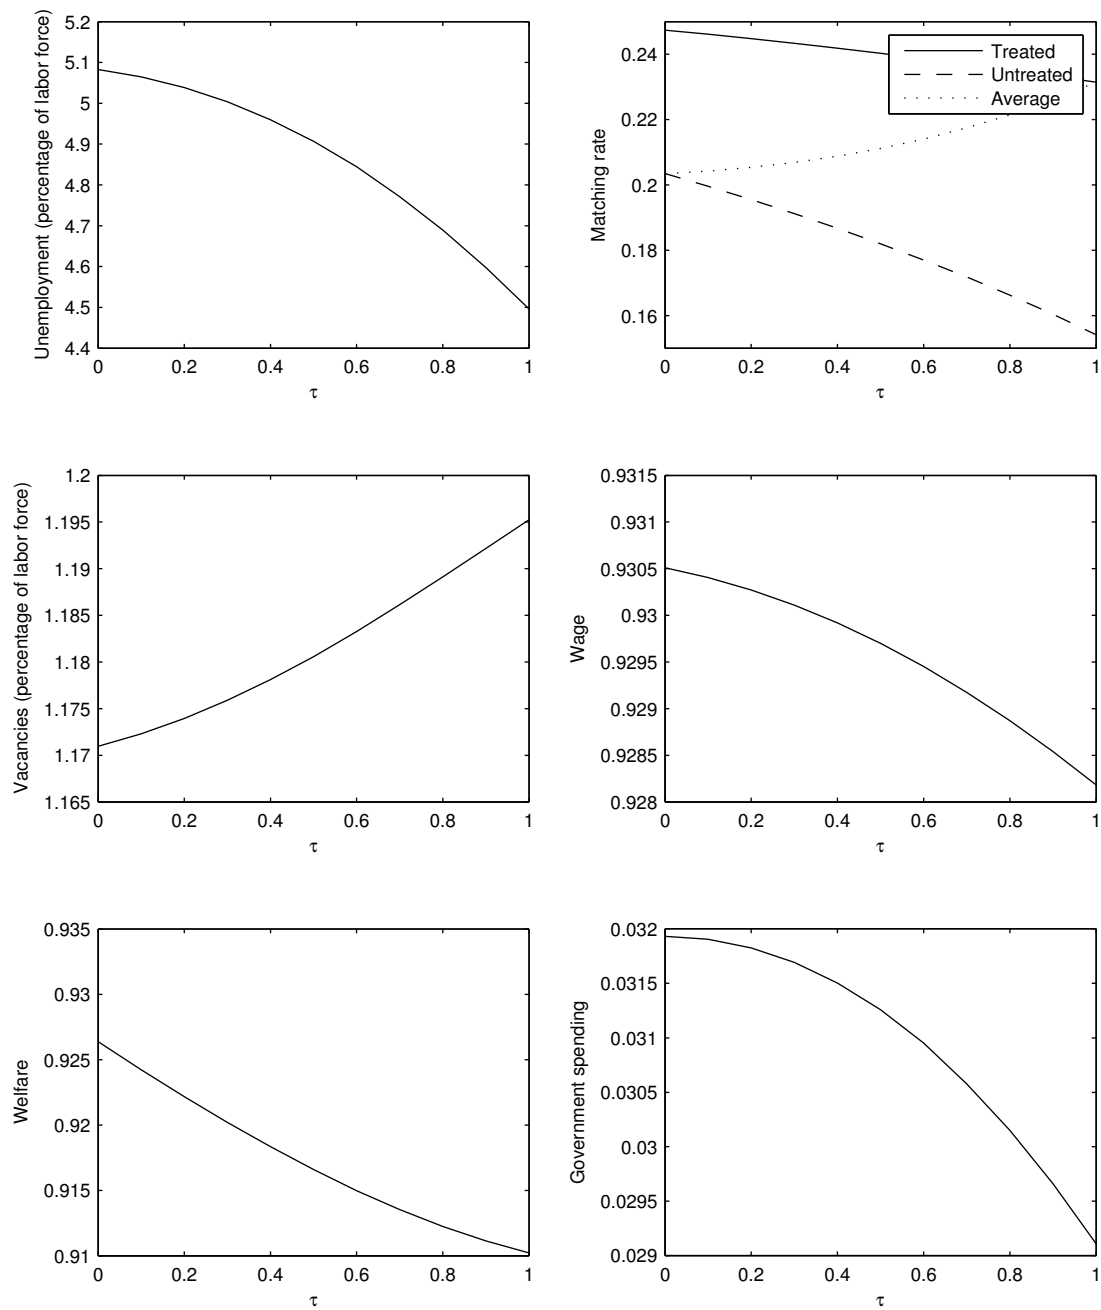 Unemployment (percentage of labor force)
5.2
5.1
5
4.9
4.8
4.7
4.6
4.5
4.4
0 0.2 0.4 0.6 0.8 1
τ
Matching rate
0.24
0.22
0.2
0.18
0.16
0 0.2 0.4 0.6 0.8 1
τ
Treated
Untreated
Average
Vacancies (percentage of labor force)
1.2
1.195
1.19
1.185
1.18
1.175
1.17
1.165
0 0.2 0.4 0.6 0.8 1
τ
Wage
0.9315
0.931
0.9305
0.93
0.9295
0.929
0.9285
0.928
0 0.2 0.4 0.6 0.8 1
τ
Welfare
0.935
0.93
0.925
0.92
0.915
0.91
0 0.2 0.4 0.6 0.8 1
τ
Government spending
0.032
0.0315
0.031
0.0305
0.03
0.0295
0.029
0 0.2 0.4 0.6 0.8 1
τ